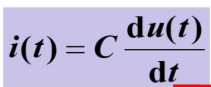 i(t) = C du(t)/dt